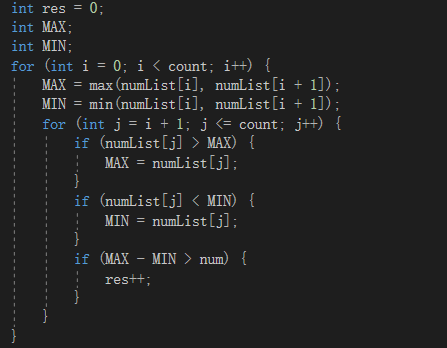 int res = 0;
int MAX;
int MIN;
for (int i = 0; i < count; i++) {
    MAX = max(numList[i], numList[i + 1]);
    MIN = min(numList[i], numList[i + 1]);
    for (int j = i + 1; j <= count; j++) {
        if (numList[j] > MAX) {
            MAX = numList[j];
        }
        if (numList[j] < MIN) {
            MIN = numList[j];
        }
        if (MAX - MIN > num) {
            res++;
        }
    }
}